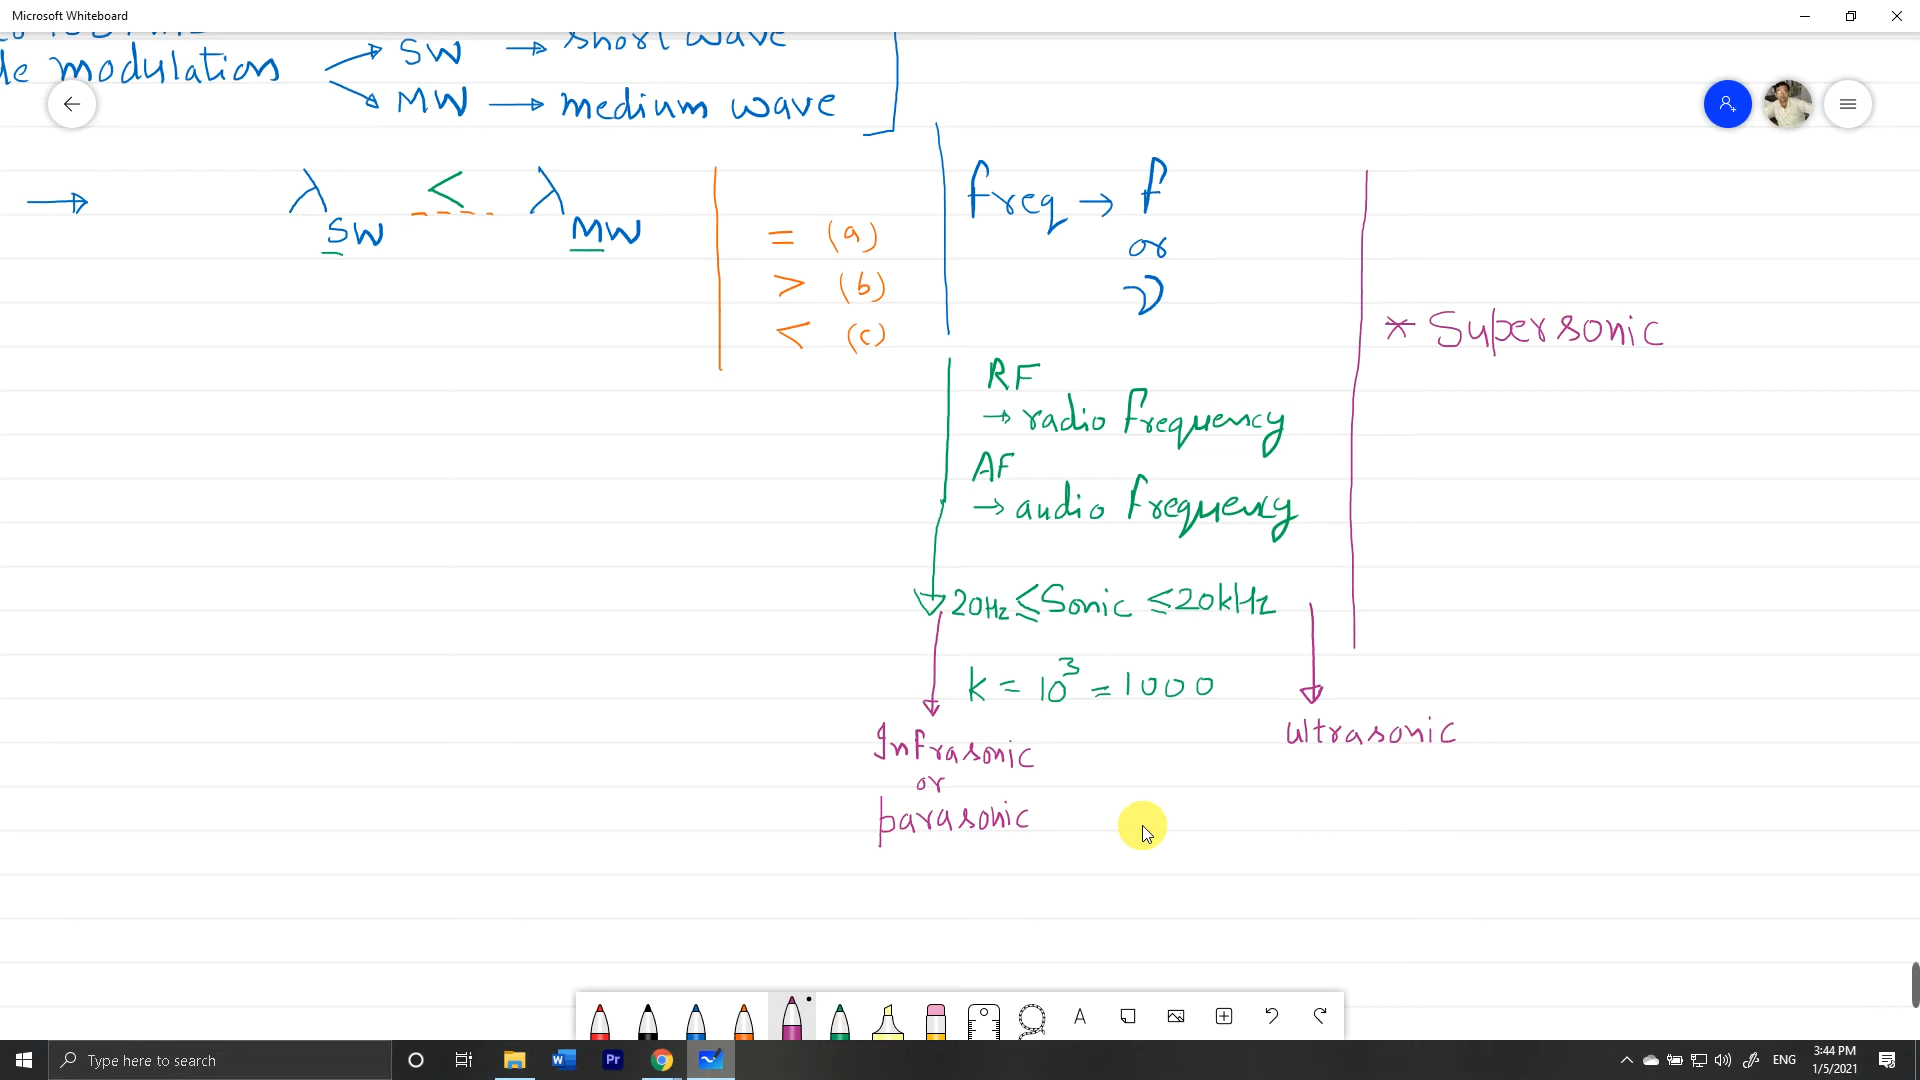 Microsoft Whiteboard
modulation
SW → short wave
MW → medium wave
→ λ SW < λ MW
= (a)
> (b)
< (c)
freq → f
or
ν
* Supersonic
RF
→ radio frequency
AF
→ audio frequency
20Hz ≤ Sonic ≤ 20kHz
k = 10³ = 1000
Infrasonic
or
parasonic
ultrasonic
A
Type here to search
ENG
3:44 PM
1/5/2021